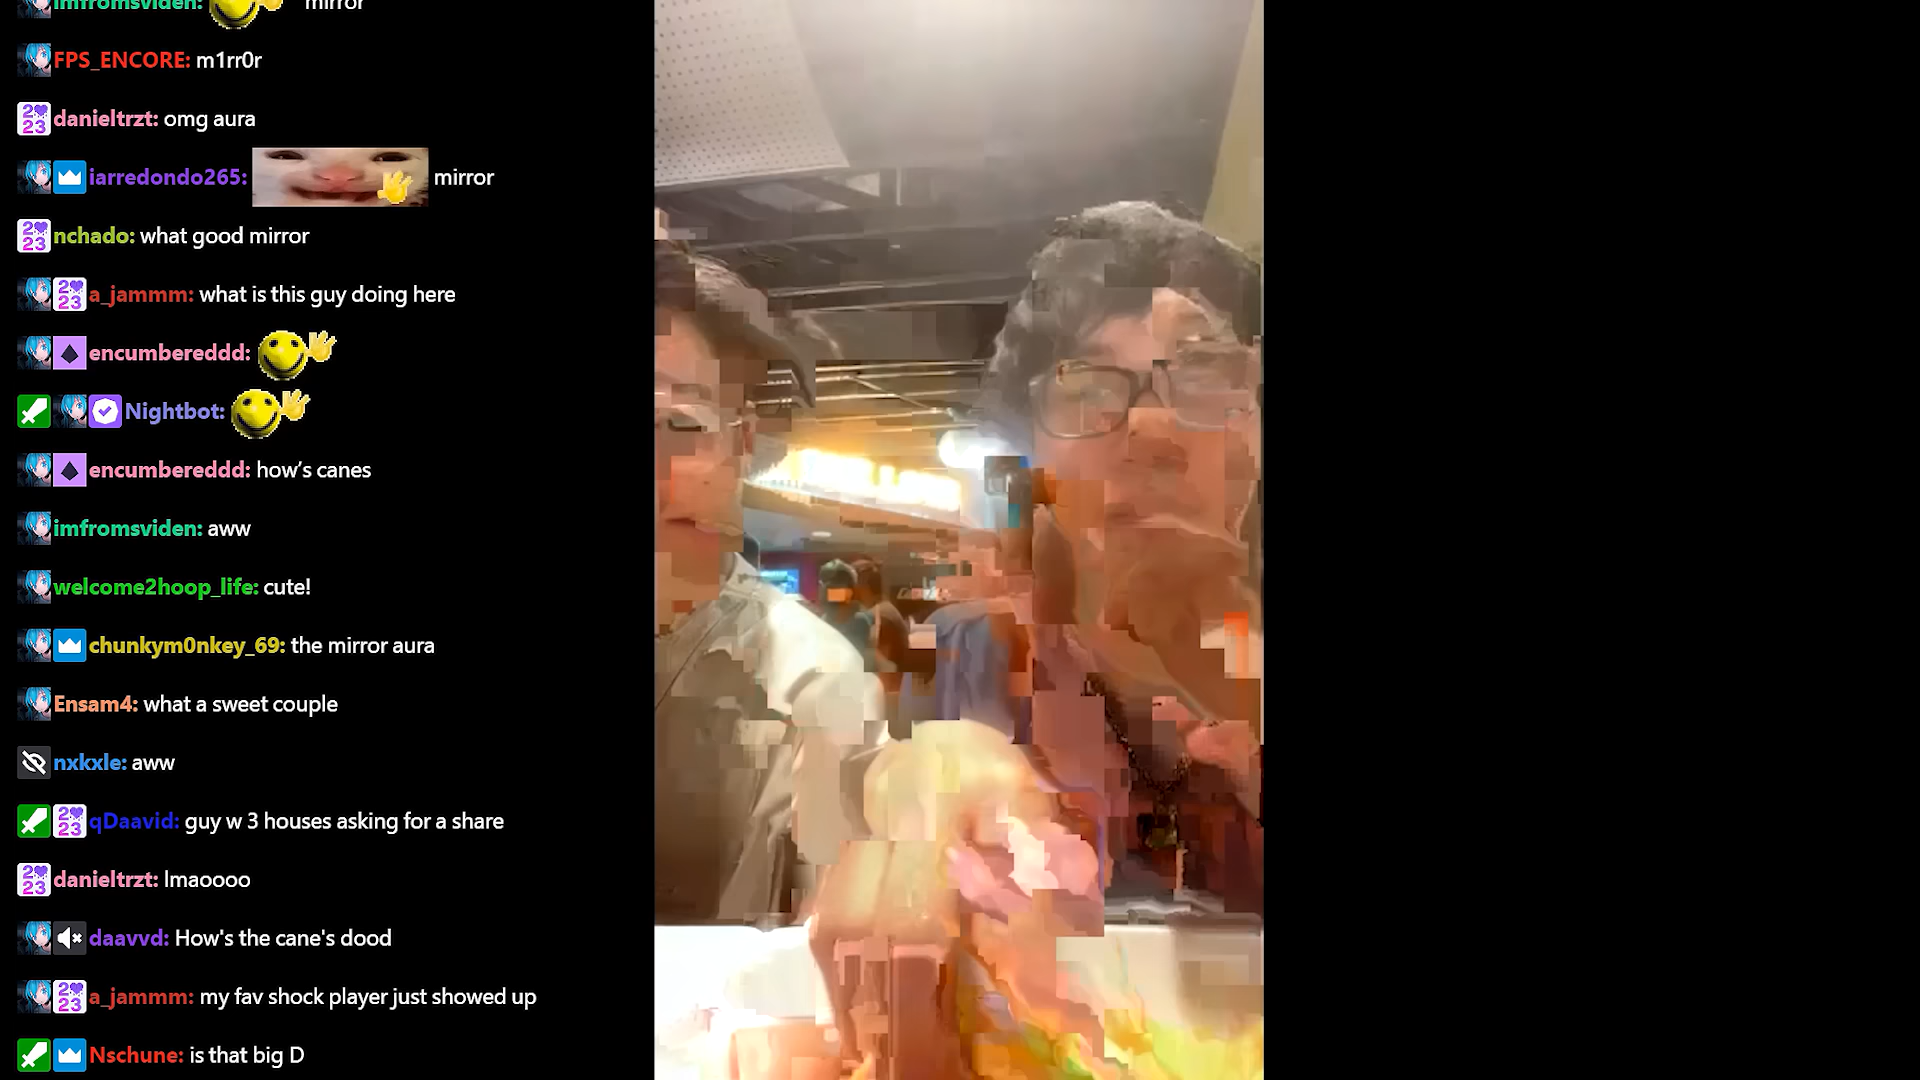 imfromsviden: mirror
FPS_ENCORE: m1rr0r
danieltrzt: omg aura
iarredondo265: mirror
nchado: what good mirror
a_jammm: what is this guy doing here
encumbereddd:
Nightbot:
encumbereddd: how’s canes
imfromsviden: aww
welcome2hoop_life: cute!
chunkym0nkey_69: the mirror aura
Ensam4: what a sweet couple
nxkxle: aww
qDaavid: guy w 3 houses asking for a share
danieltrzt: lmaoooo
daavvd: How's the cane's dood
a_jammm: my fav shock player just showed up
Nschune: is that big D